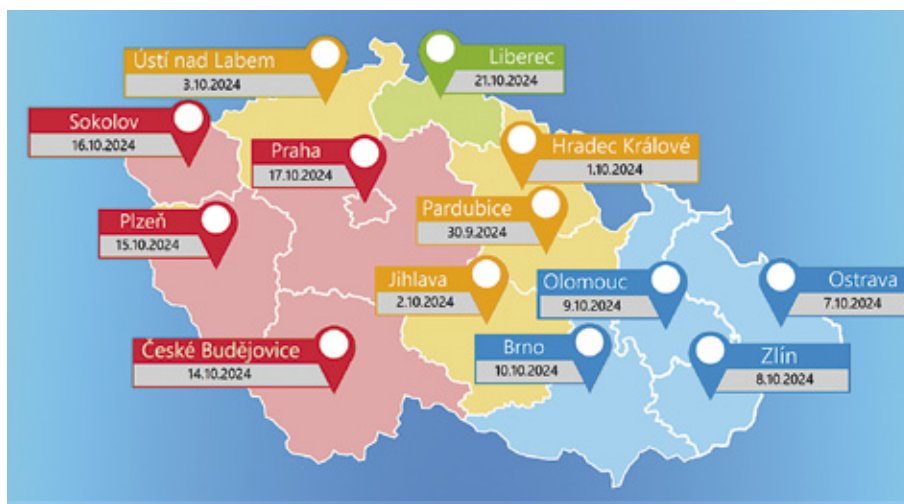 Ústí nad Labem
3.10.2024
Liberec
21.10.2024
Sokolov
16.10.2024
Praha
17.10.2024
Hradec Králové
1.10.2024
Plzeň
15.10.2024
Pardubice
30.9.2024
Jihlava
2.10.2024
Olomouc
9.10.2024
Ostrava
7.10.2024
České Budějovice
14.10.2024
Brno
10.10.2024
Zlín
8.10.2024